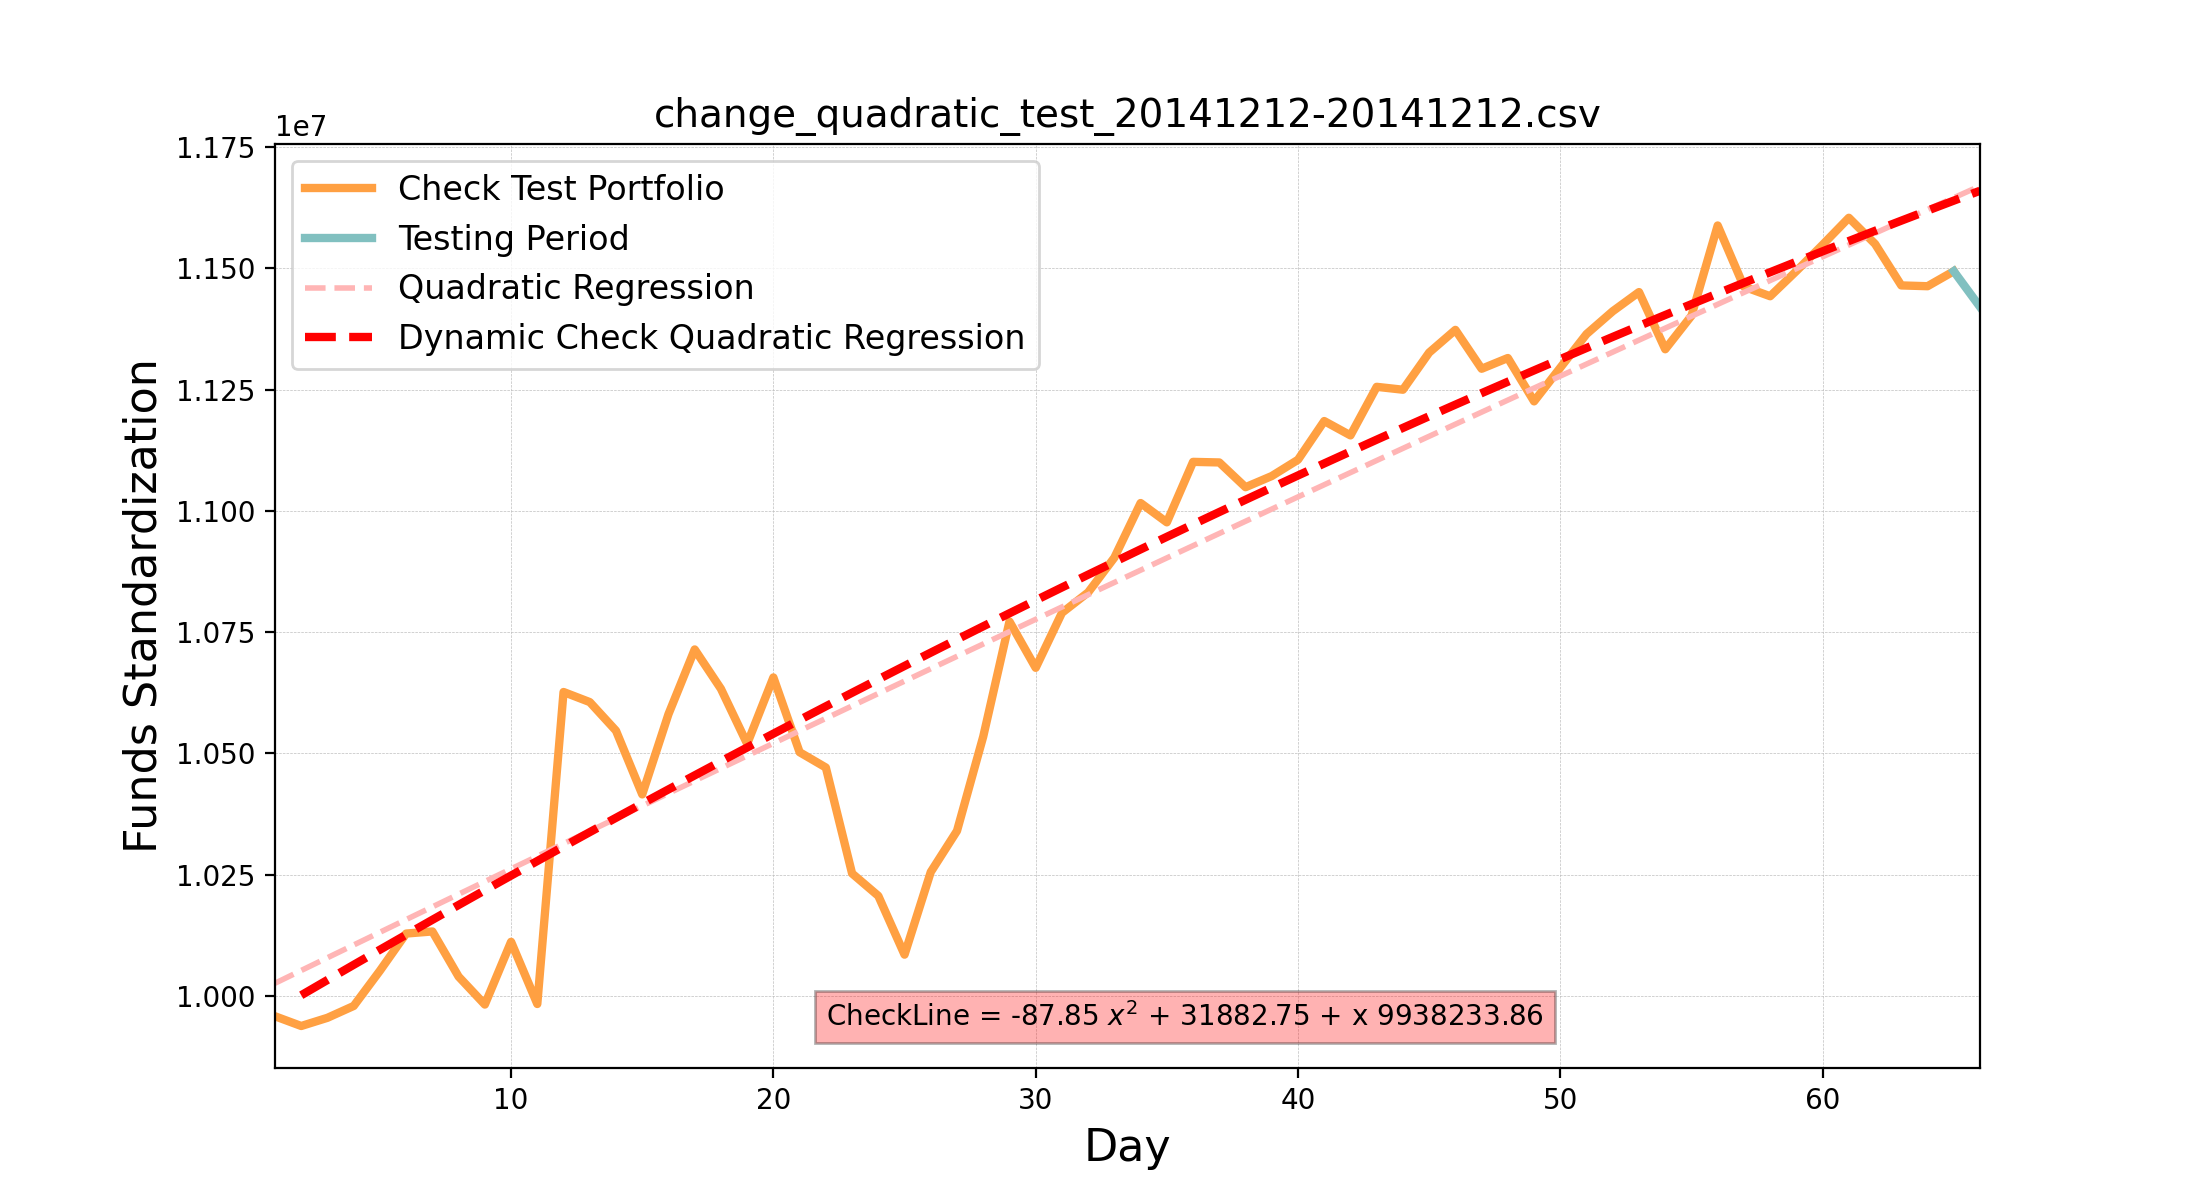 change_quadratic_test_20141212-20141212.csv
1e7
1.175
1.150
1.125
1.100
1.075
1.050
1.025
1.000
Funds Standardization
Check Test Portfolio
Testing Period
Quadratic Regression
Dynamic Check Quadratic Regression
CheckLine = -87.85 x² + 31882.75 + x 9938233.86
10 20 30 40 50 60
Day